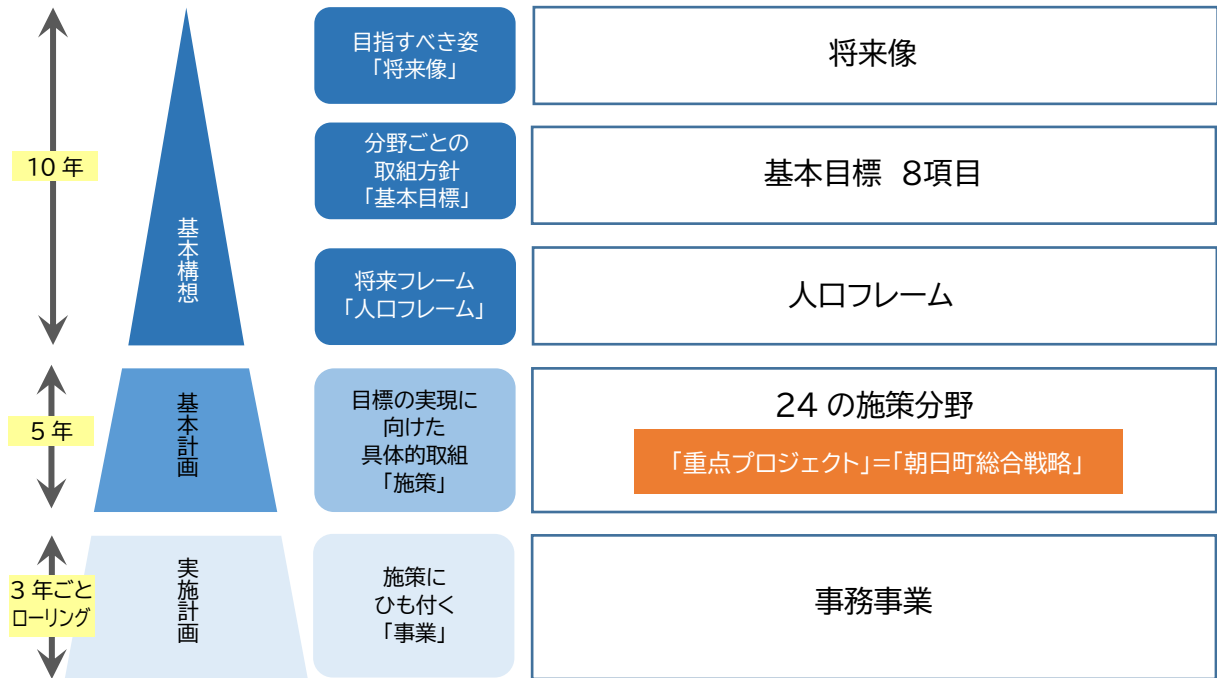 10 年
基本構想
目指すべき姿
「将来像」
将来像
分野ごとの
取組方針
「基本目標」
基本目標 8項目
将来フレーム
「人口フレーム」
人口フレーム
5 年
基本計画
目標の実現に
向けた
具体的取組
「施策」
24 の施策分野
「重点プロジェクト」=「朝日町総合戦略」
3 年ごと
ローリング
実施計画
施策に
ひも付く
「事業」
事務事業